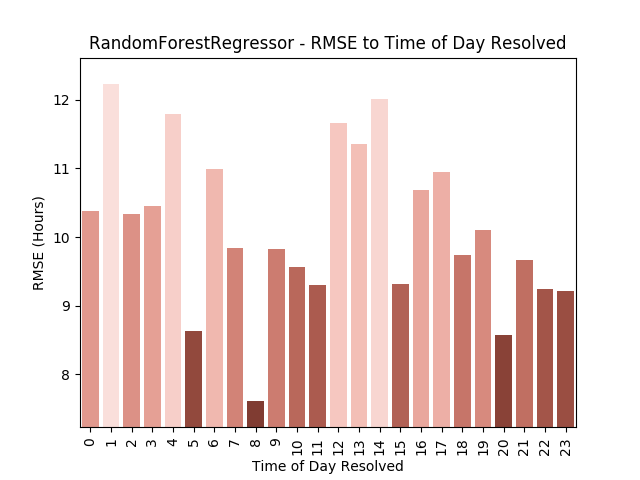 RandomForestRegressor - RMSE to Time of Day Resolved
12
11
10
9
8
RMSE (Hours)
0 1 2 3 4 5 6 7 8 9 10 11 12 13 14 15 16 17 18 19 20 21 22 23
Time of Day Resolved